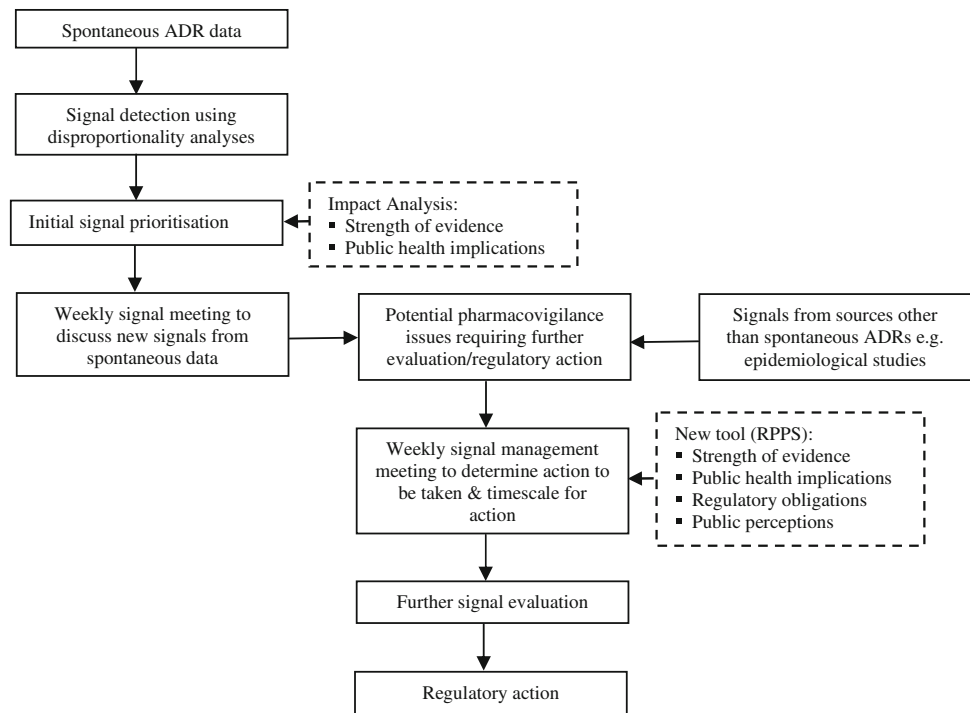 Spontaneous ADR data
Signal detection using
disproportionality analyses
Initial signal prioritisation
Impact Analysis:
▪ Strength of evidence
▪ Public health implications
Weekly signal meeting to
discuss new signals from
spontaneous data
Potential pharmacovigilance
issues requiring further
evaluation/regulatory action
Signals from sources other
than spontaneous ADRs e.g.
epidemiological studies
Weekly signal management
meeting to determine action to
be taken & timescale for
action
New tool (RPPS):
▪ Strength of evidence
▪ Public health implications
▪ Regulatory obligations
▪ Public perceptions
Further signal evaluation
Regulatory action